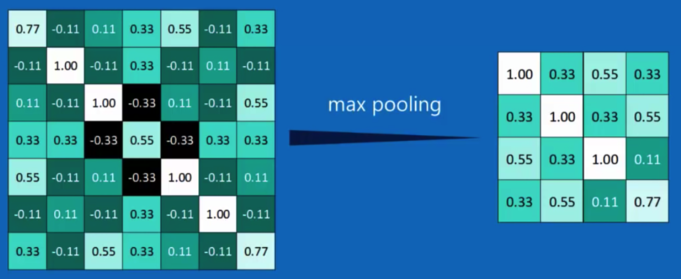 0.77 -0.11 0.11 0.33 0.55 -0.11 0.33
-0.11 1.00 -0.11 0.33 -0.11 0.11 -0.11
0.11 -0.11 1.00 -0.33 0.11 -0.11 0.55
0.33 0.33 -0.33 0.55 -0.33 0.33 0.33
0.55 -0.11 0.11 -0.33 1.00 -0.11 0.11
-0.11 0.11 -0.11 0.33 -0.11 1.00 -0.11
0.33 -0.11 0.55 0.33 0.11 -0.11 0.77
max pooling
1.00 0.33 0.55 0.33
0.33 1.00 0.33 0.55
0.55 0.33 1.00 0.11
0.33 0.55 0.11 0.77